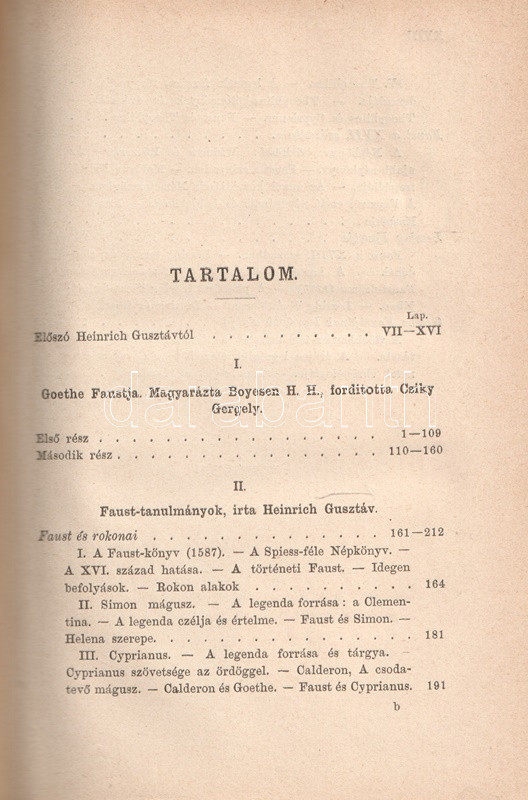 TARTALOM.
Lap.
Előszó Heinrich Gusztávtól . . . . . . . . . . VII—XVI
I.
Goethe Faustja. Magyarázta Boyesen H. H., forditotta Cziky
Gergely.
Első rész . . . . . . . . . . . . . . . . . . 1—109
Második rész . . . . . . . . . . . . . . . . 110—160
II.
Faust-tanulmányok, irta Heinrich Gusztáv.
Faust és rokonai . . . . . . . . . . . . . . 161—212
I. A Faust-könyv (1587). — A Spiess-féle Népkönyv. —
A XVI. század hatása. — A történeti Faust. — Idegen
befolyások. — Rokon alakok . . . . . . . . . . 164
II. Simon mágusz. — A legenda forrása : a Clemen-
tina. — A legenda czélja és értelme. — Faust és Simon. —
Helena szerepe. . . . . . . . . . . . . . . . 181
III. Cyprianus. — A legenda forrása és tárgya. —
Cyprianus szövetsége az ördöggel. — Calderon, A csoda-
tevő mágusz. — Calderon és Goethe. — Faust és Cyprianus. 191
b
darabanth